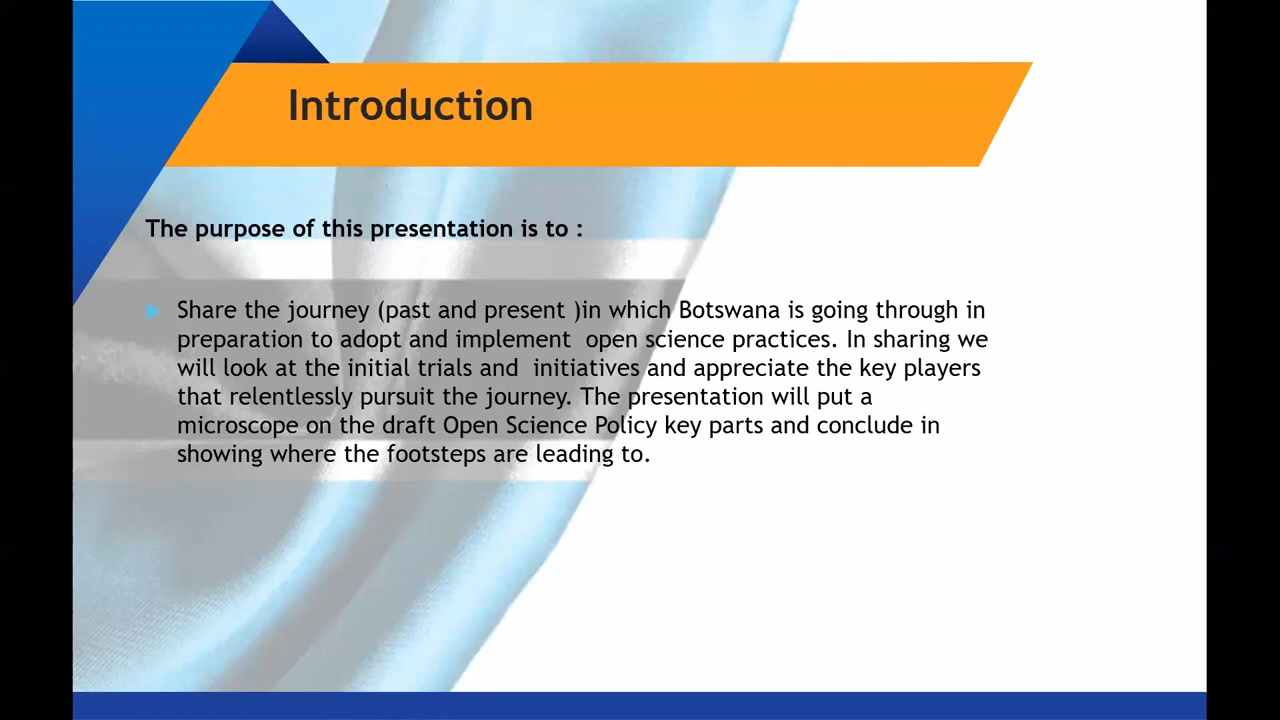 Introduction
The purpose of this presentation is to :
Share the journey (past and present )in which Botswana is going through in
preparation to adopt and implement  open science practices. In sharing we
will look at the initial trials and  initiatives and appreciate the key players
that relentlessly pursuit the journey. The presentation will put a
microscope on the draft Open Science Policy key parts and conclude in
showing where the footsteps are leading to.